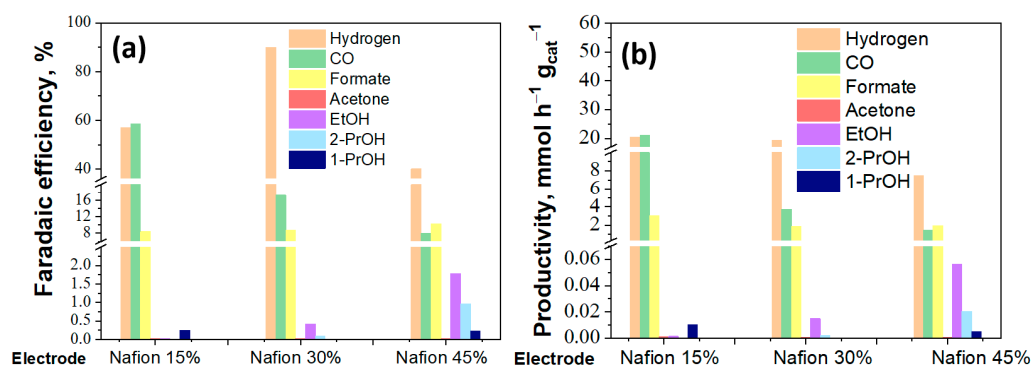 (a)
Faradaic efficiency, %
100
80
60
40
16
8
2.0
1.5
1.0
0.5
0.0
Hydrogen
CO
Formate
Acetone
EtOH
2-PrOH
1-PrOH
Electrode
Nafion 15%
Nafion 30%
Nafion 45%
(b)
Productivity, mmol h⁻¹ g_cat⁻¹
60
50
40
30
20
8
6
4
2
0.06
0.04
0.02
0.00
Hydrogen
CO
Formate
Acetone
EtOH
2-PrOH
1-PrOH
Electrode
Nafion 15%
Nafion 30%
Nafion 45%